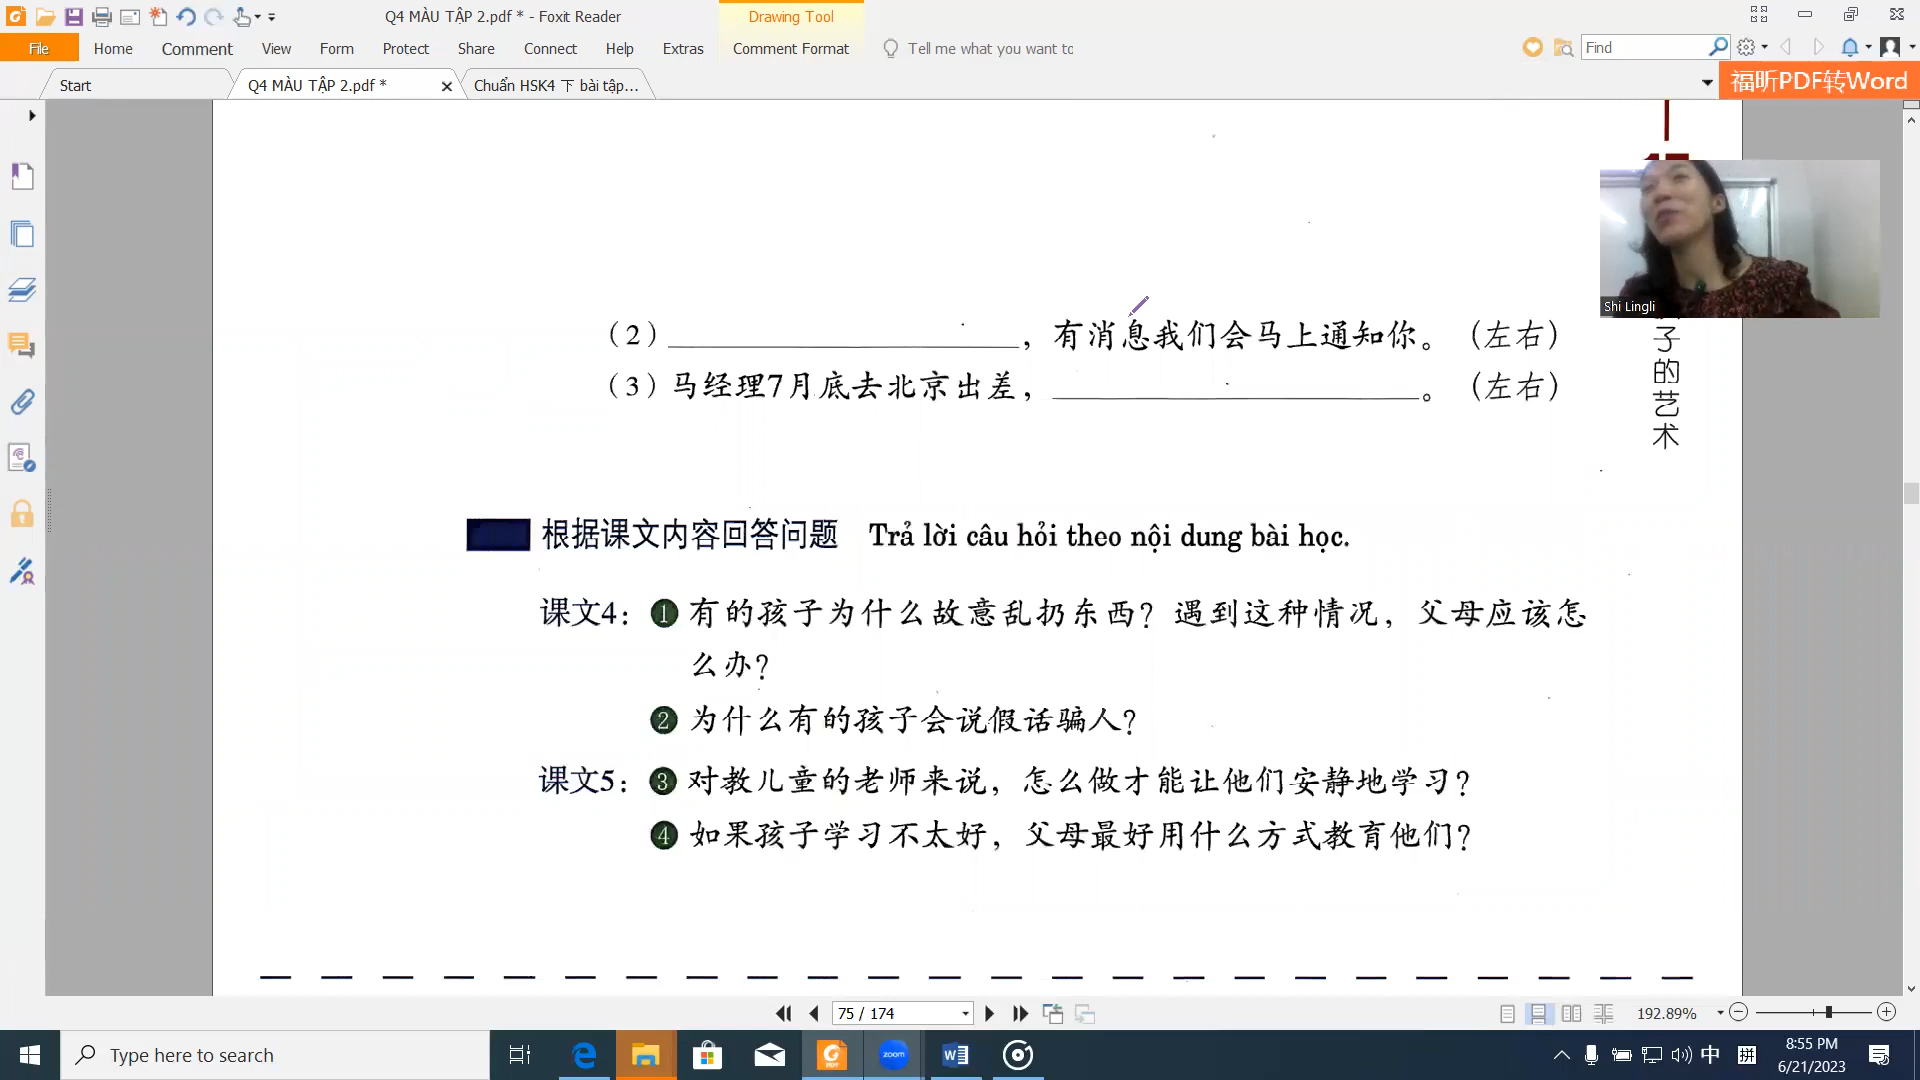 Q4 MÀU TẬP 2.pdf * - Foxit Reader
Drawing Tool
File
Home
Comment
View
Form
Protect
Share
Connect
Help
Extras
Comment Format
Tell me what you want to
Find
Start
Q4 MÀU TẬP 2.pdf *
Chuẩn HSK4 下 bài tập...
福昕PDF转Word
Shi Lingli
（2）____________，有消息我们会马上通知你。（左右）
（3）马经理7月底去北京出差，____________。（左右）
子的艺术
根据课文内容回答问题 Trả lời câu hỏi theo nội dung bài học.
课文4：❶ 有的孩子为什么故意乱扔东西？遇到这种情况，父母应该怎
么办？
❷ 为什么有的孩子会说假话骗人？
课文5：❸ 对教儿童的老师来说，怎么做才能让他们安静地学习？
❹ 如果孩子学习不太好，父母最好用什么方式教育他们？
75 / 174
192.89%
Type here to search
zoom
中
拼
8:55 PM
6/21/2023